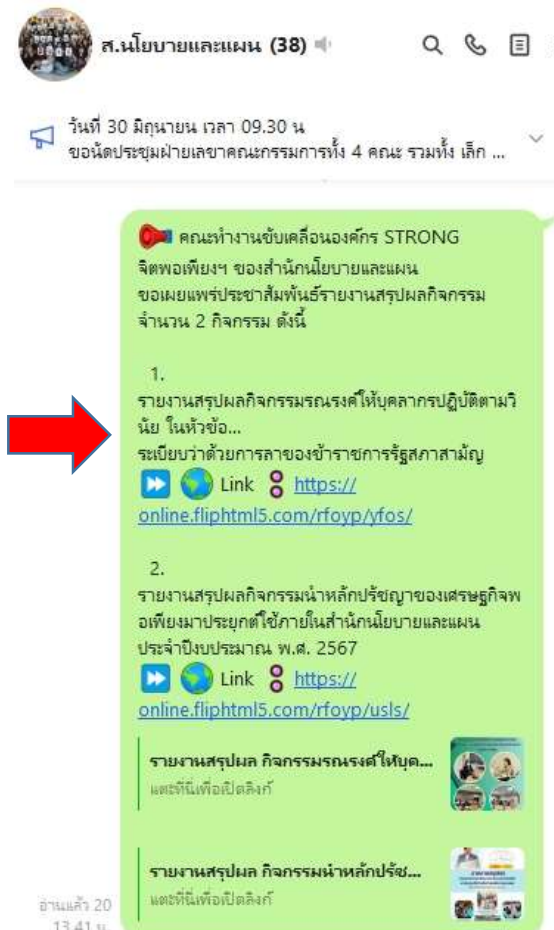 ส.นโยบายและแผน (38)
วันที่ 30 มิถุนายน เวลา 09.30 น
ขอนัดประชุมฝ่ายเลขาคณะกรรมการทั้ง 4 คณะ รวมทั้ง เล็ก ...
คณะทำงานขับเคลื่อนองค์กร STRONG
จิตพอเพียงฯ ของสำนักนโยบายและแผน
ขอเผยแพร่ประชาสัมพันธ์รายงานสรุปผลกิจกรรม
จำนวน 2 กิจกรรม ดังนี้
1.
รายงานสรุปผลกิจกรรมรณรงค์ให้บุคลากรปฏิบัติตามวิ
นัย ในหัวข้อ...
ระเบียบว่าด้วยการลาของข้าราชการรัฐสภาสามัญ
Link https://
online.fliphtml5.com/rfoyp/yfos/
2.
รายงานสรุปผลกิจกรรมนำหลักปรัชญาของเศรษฐกิจพ
อเพียงมาประยุกต์ใช้ภายในสำนักนโยบายและแผน
ประจำปีงบประมาณ พ.ศ. 2567
Link https://
online.fliphtml5.com/rfoyp/usls/
รายงานสรุปผล กิจกรรมรณรงค์ให้บุค...
แตะที่นี่เพื่อเปิดลิงก์
รายงานสรุปผล กิจกรรมนำหลักปรัช...
แตะที่นี่เพื่อเปิดลิงก์
อ่านแล้ว 20
13.41 น.